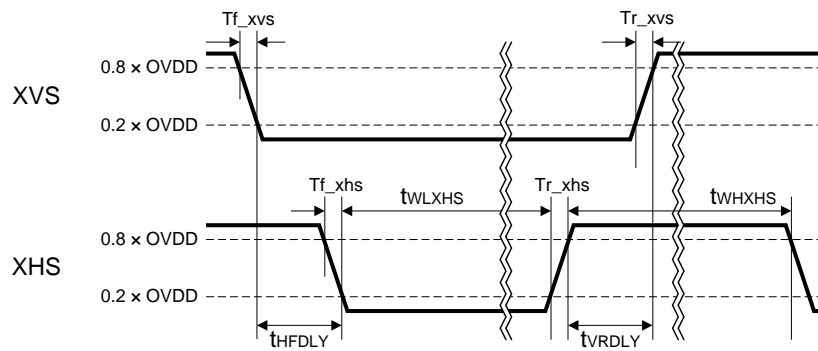 Tf_xvs
Tr_xvs
0.8 × OVDD
XVS
0.2 × OVDD
Tf_xhs
tWLXHS
Tr_xhs
tWHXHS
0.8 × OVDD
XHS
0.2 × OVDD
tHFDLY
tVRDLY